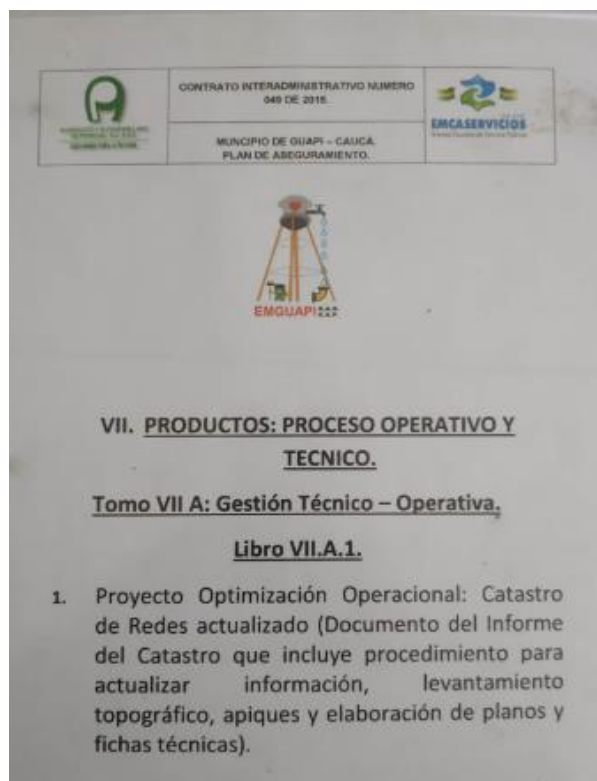 CONTRATO INTERADMINISTRATIVO NUMERO
049 DE 2015.
MUNCIPIO DE GUAPI – CAUCA.
PLAN DE ASEGURAMIENTO.
EMCASERVICIOS
EMGUAPI S.A.S.
E.S.P.
VII. PRODUCTOS: PROCESO OPERATIVO Y
TECNICO.
Tomo VII A: Gestión Técnico – Operativa.
Libro VII.A.1.
1. Proyecto Optimización Operacional: Catastro
de Redes actualizado (Documento del Informe
del Catastro que incluye procedimiento para
actualizar información, levantamiento
topográfico, apiques y elaboración de planos y
fichas técnicas).